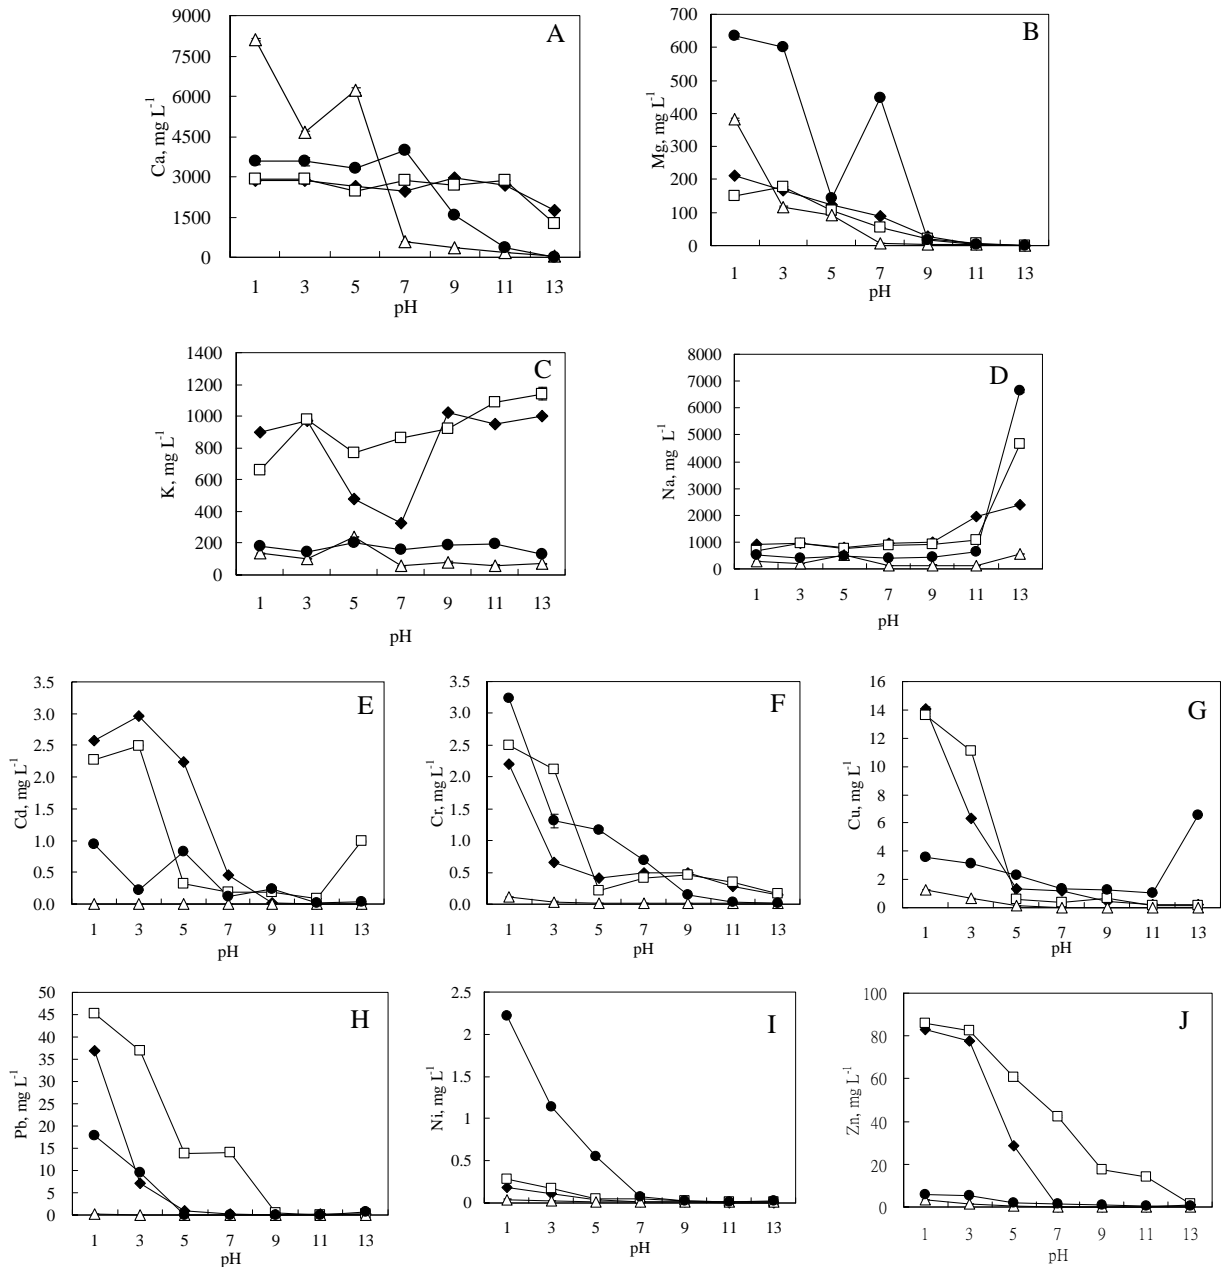 A
Ca, mg L-1
9000
7500
6000
4500
3000
1500
0
1 3 5 7 9 11 13
pH
B
Mg, mg L-1
700
600
500
400
300
200
100
0
1 3 5 7 9 11 13
pH
C
K, mg L-1
1400
1200
1000
800
600
400
200
0
1 3 5 7 9 11 13
pH
D
Na, mg L-1
8000
7000
6000
5000
4000
3000
2000
1000
0
1 3 5 7 9 11 13
pH
E
Cd, mg L-1
3.5
3.0
2.5
2.0
1.5
1.0
0.5
0.0
1 3 5 7 9 11 13
pH
F
Cr, mg L-1
3.5
3.0
2.5
2.0
1.5
1.0
0.5
0.0
1 3 5 7 9 11 13
pH
G
Cu, mg L-1
16
14
12
10
8
6
4
2
0
1 3 5 7 9 11 13
pH
H
Pb, mg L-1
50
45
40
35
30
25
20
15
10
5
0
1 3 5 7 9 11 13
pH
I
Ni, mg L-1
2.5
2
1.5
1
0.5
0
1 3 5 7 9 11 13
pH
J
Zn, mg L-1
100
80
60
40
20
0
1 3 5 7 9 11 13
pH